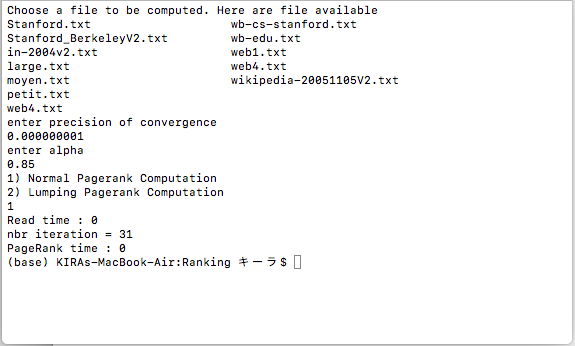 Choose a file to be computed. Here are file available
Stanford.txt wb-cs-stanford.txt
Stanford_BerkeleyV2.txt wb-edu.txt
in-2004v2.txt web1.txt
large.txt web4.txt
moyen.txt wikipedia-20051105V2.txt
petit.txt
web4.txt
enter precision of convergence
0.000000001
enter alpha
0.85
1) Normal Pagerank Computation
2) Lumping Pagerank Computation
1
Read time : 0
nbr iteration = 31
PageRank time : 0
(base) KIRAs-MacBook-Air:Ranking キーラ$